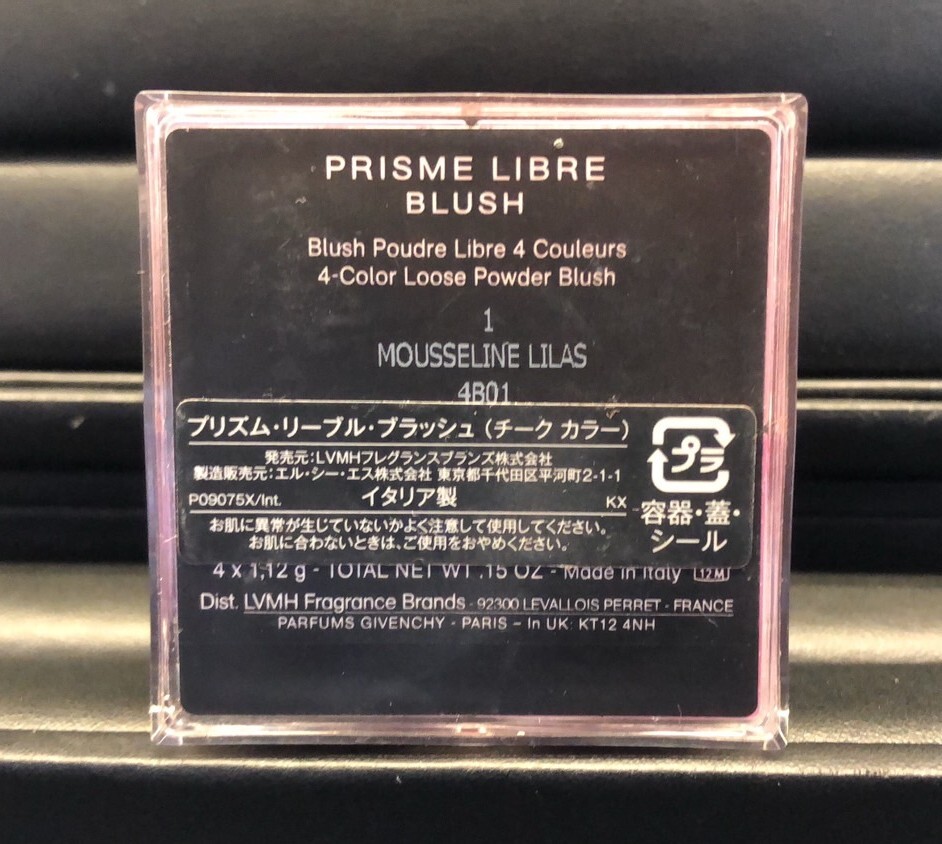 PRISME LIBRE
BLUSH
Blush Poudre Libre 4 Couleurs
4-Color Loose Powder Blush
1
MOUSSELINE LILAS
4B01
プリズム・リーブル・ブラッシュ（チーク カラー）
発売元：LVMHフレグランスブランズ株式会社
製造販売元：エル・シー・エス株式会社 東京都千代田区平河町2-1-1
P09075X/Int. イタリア製 KX
お肌に異常が生じていないかよく注意して使用してください。
お肌に合わないときは、ご使用をおやめください。
プラ
容器・蓋・
シール
4 x 1,12 g - TOTAL NET WT .15 OZ - Made in Italy 12M
Dist. LVMH Fragrance Brands - 92300 LEVALLOIS PERRET - FRANCE
PARFUMS GIVENCHY - PARIS – In UK: KT12 4NH